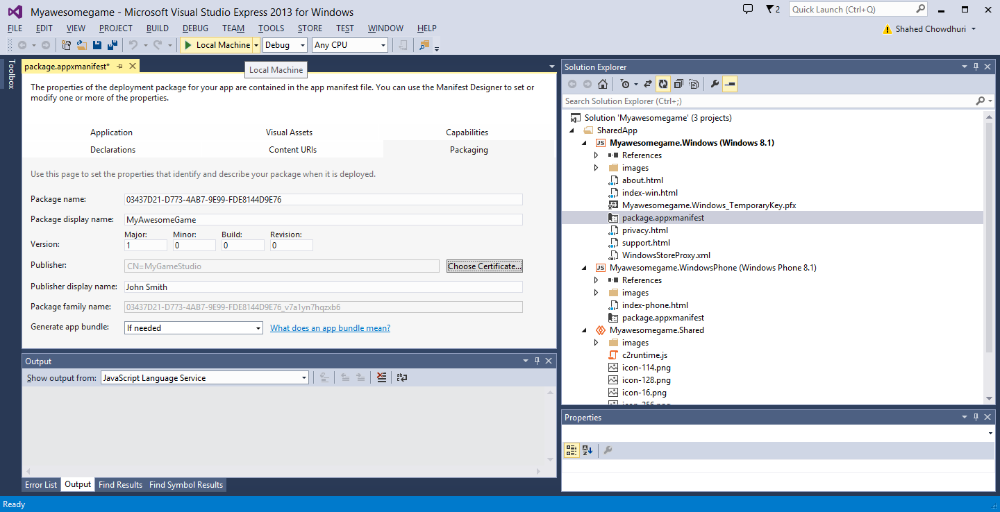 Myawesomegame - Microsoft Visual Studio Express 2013 for Windows
2
Quick Launch (Ctrl+Q)
FILE EDIT VIEW PROJECT BUILD DEBUG TEAM TOOLS STORE TEST WINDOW HELP
Shahed Chowdhuri
Local Machine Debug Any CPU
Toolbox
package.appxmanifest*
Local Machine
The properties of the deployment package for your app are contained in the app manifest file. You can use the Manifest Designer to set or
modify one or more of the properties.
Application Visual Assets Capabilities
Declarations Content URIs Packaging
Use this page to set the properties that identify and describe your package when it is deployed.
Package name: 03437D21-D773-4AB7-9E99-FDE8144D9E76
Package display name: MyAwesomeGame
Major: Minor: Build: Revision:
Version: 1 0 0 0
Publisher: CN=MyGameStudio Choose Certificate...
Publisher display name: John Smith
Package family name: 03437D21-D773-4AB7-9E99-FDE8144D9E76_v7a1yn7hqzxb6
Generate app bundle: If needed What does an app bundle mean?
Output
Show output from: JavaScript Language Service
Error List Output Find Results Find Symbol Results
Solution Explorer
Search Solution Explorer (Ctrl+;)
Solution 'Myawesomegame' (3 projects)
SharedApp
JS Myawesomegame.Windows (Windows 8.1)
References
images
about.html
index-win.html
Myawesomegame.Windows_TemporaryKey.pfx
package.appxmanifest
privacy.html
support.html
WindowsStoreProxy.xml
JS Myawesomegame.WindowsPhone (Windows Phone 8.1)
References
images
index-phone.html
package.appxmanifest
Myawesomegame.Shared
images
c2runtime.js
icon-114.png
icon-128.png
icon-16.png
icon-256.png
Properties
Ready